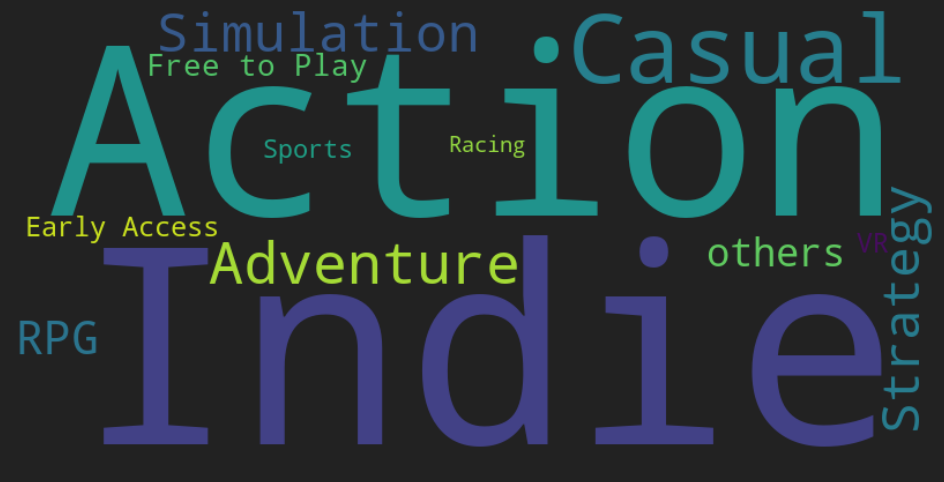 Simulation
Casual
Free to Play
Action
Sports
Racing
Early Access
Adventure
others
VR
Strategy
Indie
RPG